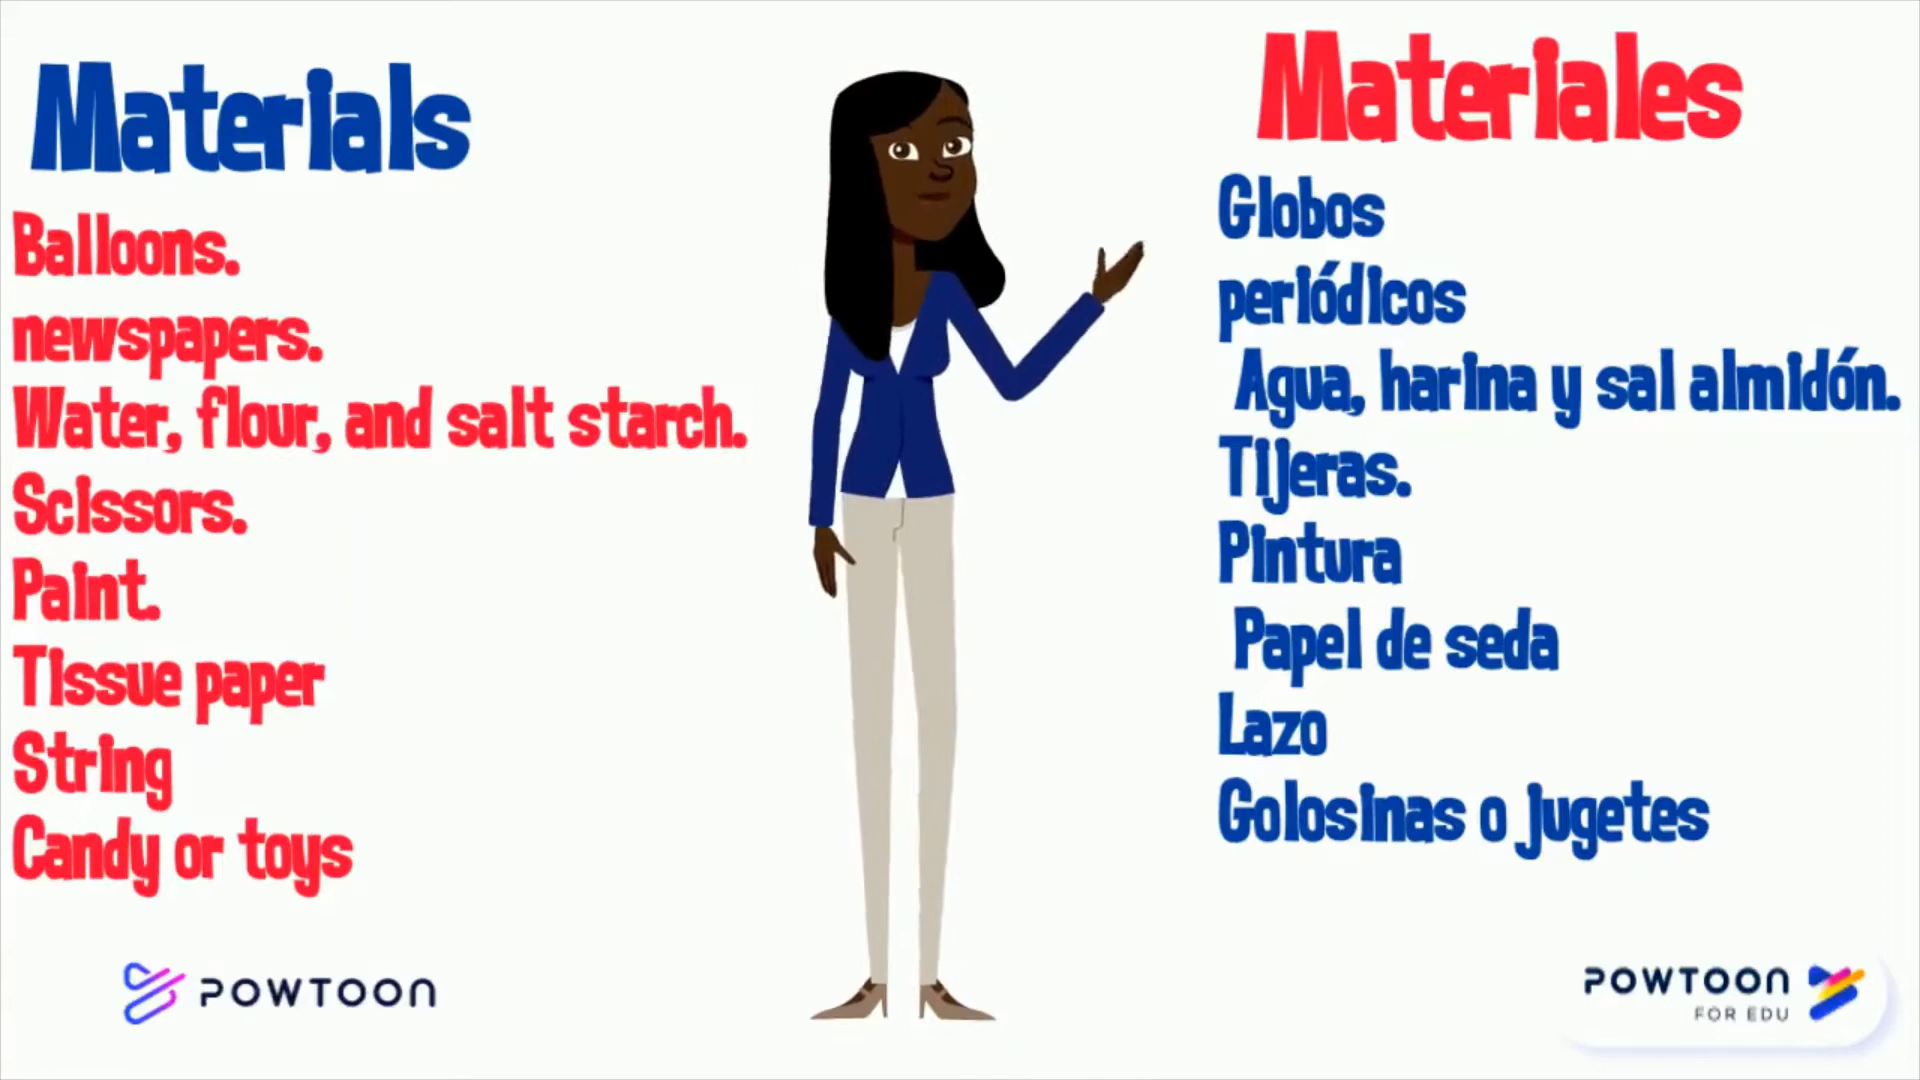 Materials
Balloons.
newspapers.
Water, flour, and salt starch.
Scissors.
Paint.
Tissue paper
String
Candy or toys
POWTOON
Materiales
Globos
periódicos
Agua, harina y sal almidón.
Tijeras.
Pintura
Papel de seda
Lazo
Golosinas o jugetes
POWTOON
FOR EDU